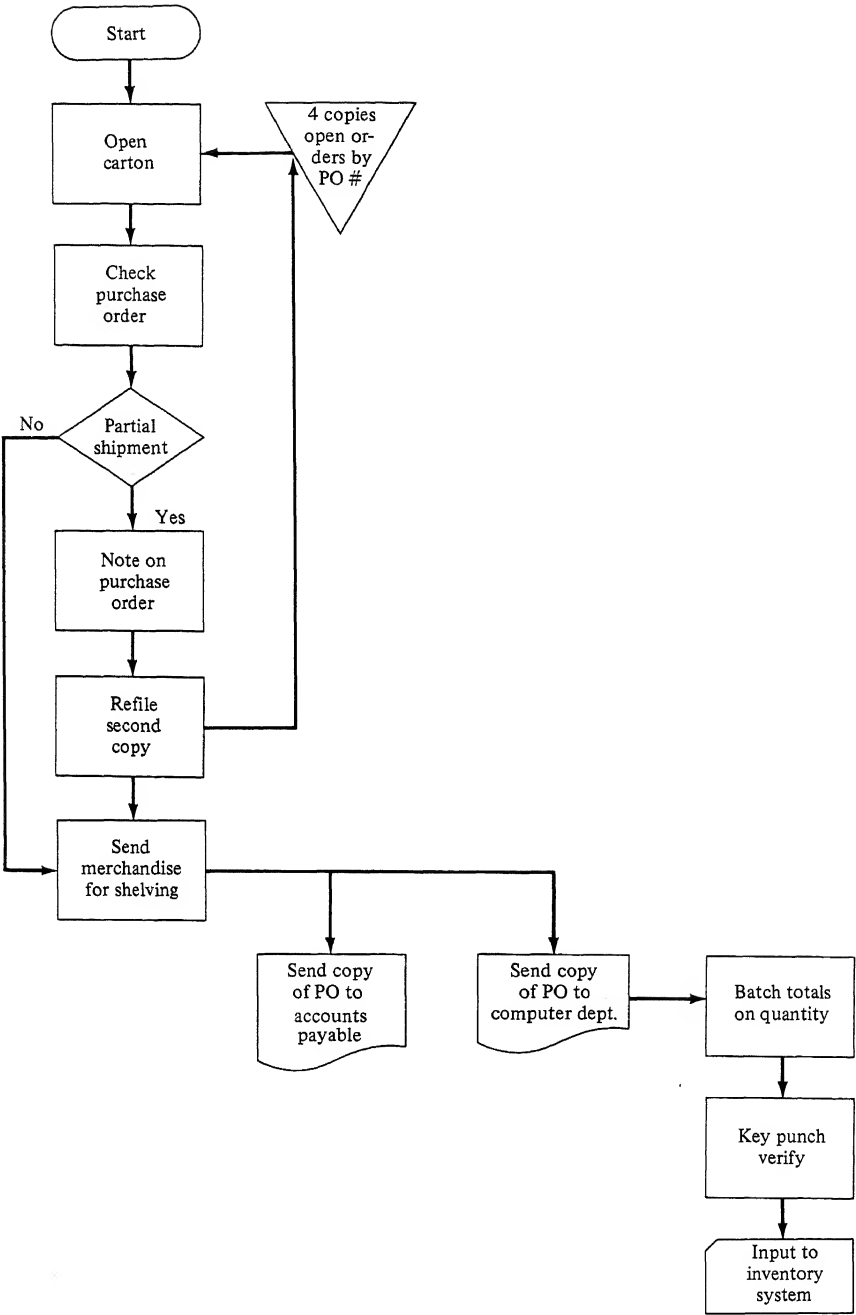 Start
Open
carton
4 copies
open or-
ders by
PO #
Check
purchase
order
No
Partial
shipment
Yes
Note on
purchase
order
Refile
second
copy
Send
merchandise
for shelving
Send copy
of PO to
accounts
payable
Send copy
of PO to
computer dept.
Batch totals
on quantity
Key punch
verify
Input to
inventory
system